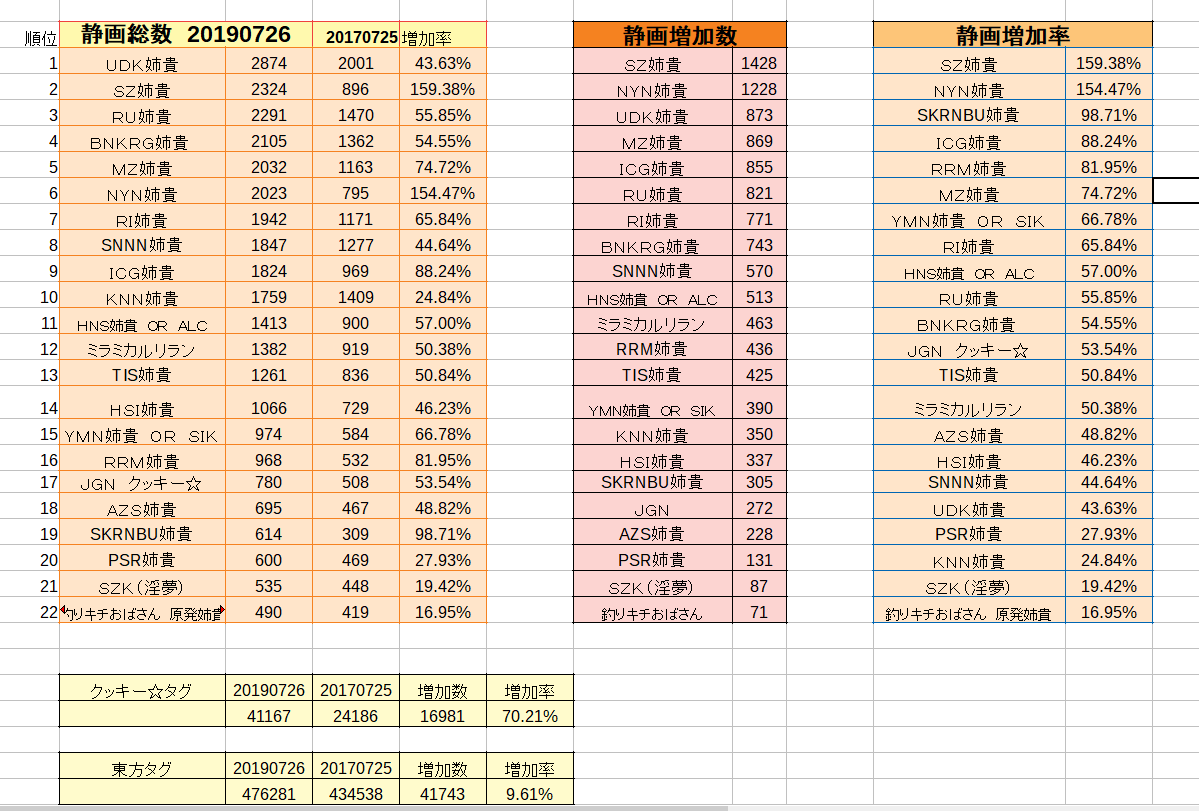 順位 静画総数 20190726 20170725 増加率 静画増加数 静画増加率
1 UDK姉貴 2874 2001 43.63% SZ姉貴 1428 SZ姉貴 159.38%
2 SZ姉貴 2324 896 159.38% NYN姉貴 1228 NYN姉貴 154.47%
3 RU姉貴 2291 1470 55.85% UDK姉貴 873 SKRNBU姉貴 98.71%
4 BNKRG姉貴 2105 1362 54.55% MZ姉貴 869 ICG姉貴 88.24%
5 MZ姉貴 2032 1163 74.72% ICG姉貴 855 RRM姉貴 81.95%
6 NYN姉貴 2023 795 154.47% RU姉貴 821 MZ姉貴 74.72%
7 RI姉貴 1942 1171 65.84% RI姉貴 771 YMN姉貴 OR SIK 66.78%
8 SNNN姉貴 1847 1277 44.64% BNKRG姉貴 743 RI姉貴 65.84%
9 ICG姉貴 1824 969 88.24% SNNN姉貴 570 HNS姉貴 OR ALC 57.00%
10 KNN姉貴 1759 1409 24.84% HNS姉貴 OR ALC 513 RU姉貴 55.85%
11 HNS姉貴 OR ALC 1413 900 57.00% ミラミカルリラン 463 BNKRG姉貴 54.55%
12 ミラミカルリラン 1382 919 50.38% RRM姉貴 436 JGN クッキー☆ 53.54%
13 TIS姉貴 1261 836 50.84% TIS姉貴 425 TIS姉貴 50.84%
14 HSI姉貴 1066 729 46.23% YMN姉貴 OR SIK 390 ミラミカルリラン 50.38%
15 YMN姉貴 OR SIK 974 584 66.78% KNN姉貴 350 AZS姉貴 48.82%
16 RRM姉貴 968 532 81.95% HSI姉貴 337 HSI姉貴 46.23%
17 JGN クッキー☆ 780 508 53.54% SKRNBU姉貴 305 SNNN姉貴 44.64%
18 AZS姉貴 695 467 48.82% JGN 272 UDK姉貴 43.63%
19 SKRNBU姉貴 614 309 98.71% AZS姉貴 228 PSR姉貴 27.93%
20 PSR姉貴 600 469 27.93% PSR姉貴 131 KNN姉貴 24.84%
21 SZK(淫夢) 535 448 19.42% SZK(淫夢) 87 SZK(淫夢) 19.42%
22 釣りキチおばさん 原発姉貴 490 419 16.95% 釣りキチおばさん 71 釣りキチおばさん 原発姉貴 16.95%
クッキー☆タグ 20190726 20170725 増加数 増加率
41167 24186 16981 70.21%
東方タグ 20190726 20170725 増加数 増加率
476281 434538 41743 9.61%